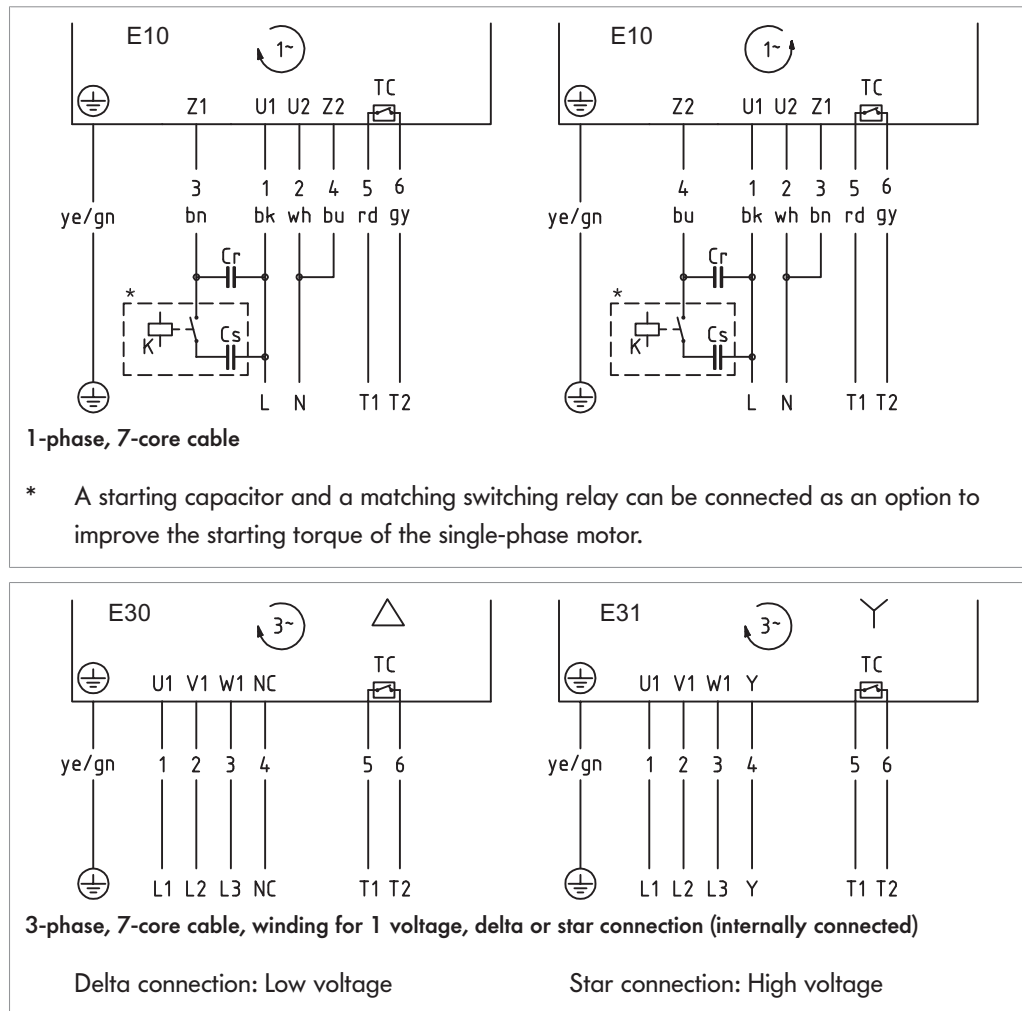 E10 1~ E10 1~
TC TC
Z1 U1 U2 Z2 Z2 U1 U2 Z1
3 1 2 4 5 6 4 1 2 3 5 6
ye/gn bn bk wh bu rd gy ye/gn bu bk wh bn rd gy
Cr Cr
* *
K Cs K Cs
L N T1 T2 L N T1 T2
1-phase, 7-core cable
* A starting capacitor and a matching switching relay can be connected as an option to
improve the starting torque of the single-phase motor.
E30 3~ E31 3~
TC TC
U1 V1 W1 NC U1 V1 W1 Y
ye/gn 1 2 3 4 5 6 ye/gn 1 2 3 4 5 6
L1 L2 L3 NC T1 T2 L1 L2 L3 Y T1 T2
3-phase, 7-core cable, winding for 1 voltage, delta or star connection (internally connected)
Delta connection: Low voltage Star connection: High voltage